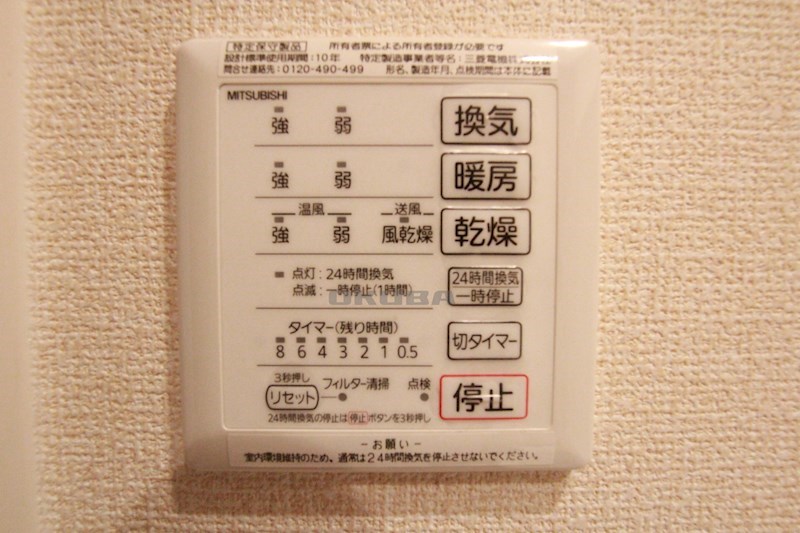 特定保守製品 所有者票による所有者登録が必要です
設計標準使用期間:10年 特定製造事業者等名:三菱電機株式会社
問合せ連絡先:0120-490-499 形名、製造年月、点検期間は本体に記載
MITSUBISHI
強 弱 換気
強 弱 暖房
温風 送風
強 弱 風乾燥 乾燥
点灯:24時間換気
点滅:一時停止(1時間)
24時間換気
一時停止
OKUBA
タイマー(残り時間)
8 6 4 3 2 1 0.5
切タイマー
3秒押し フィルター清掃 点検
リセット
停止
24時間換気の停止は停止ボタンを3秒押し
-お願い-
室内環境維持のため、通常は24時間換気を停止させないでください。